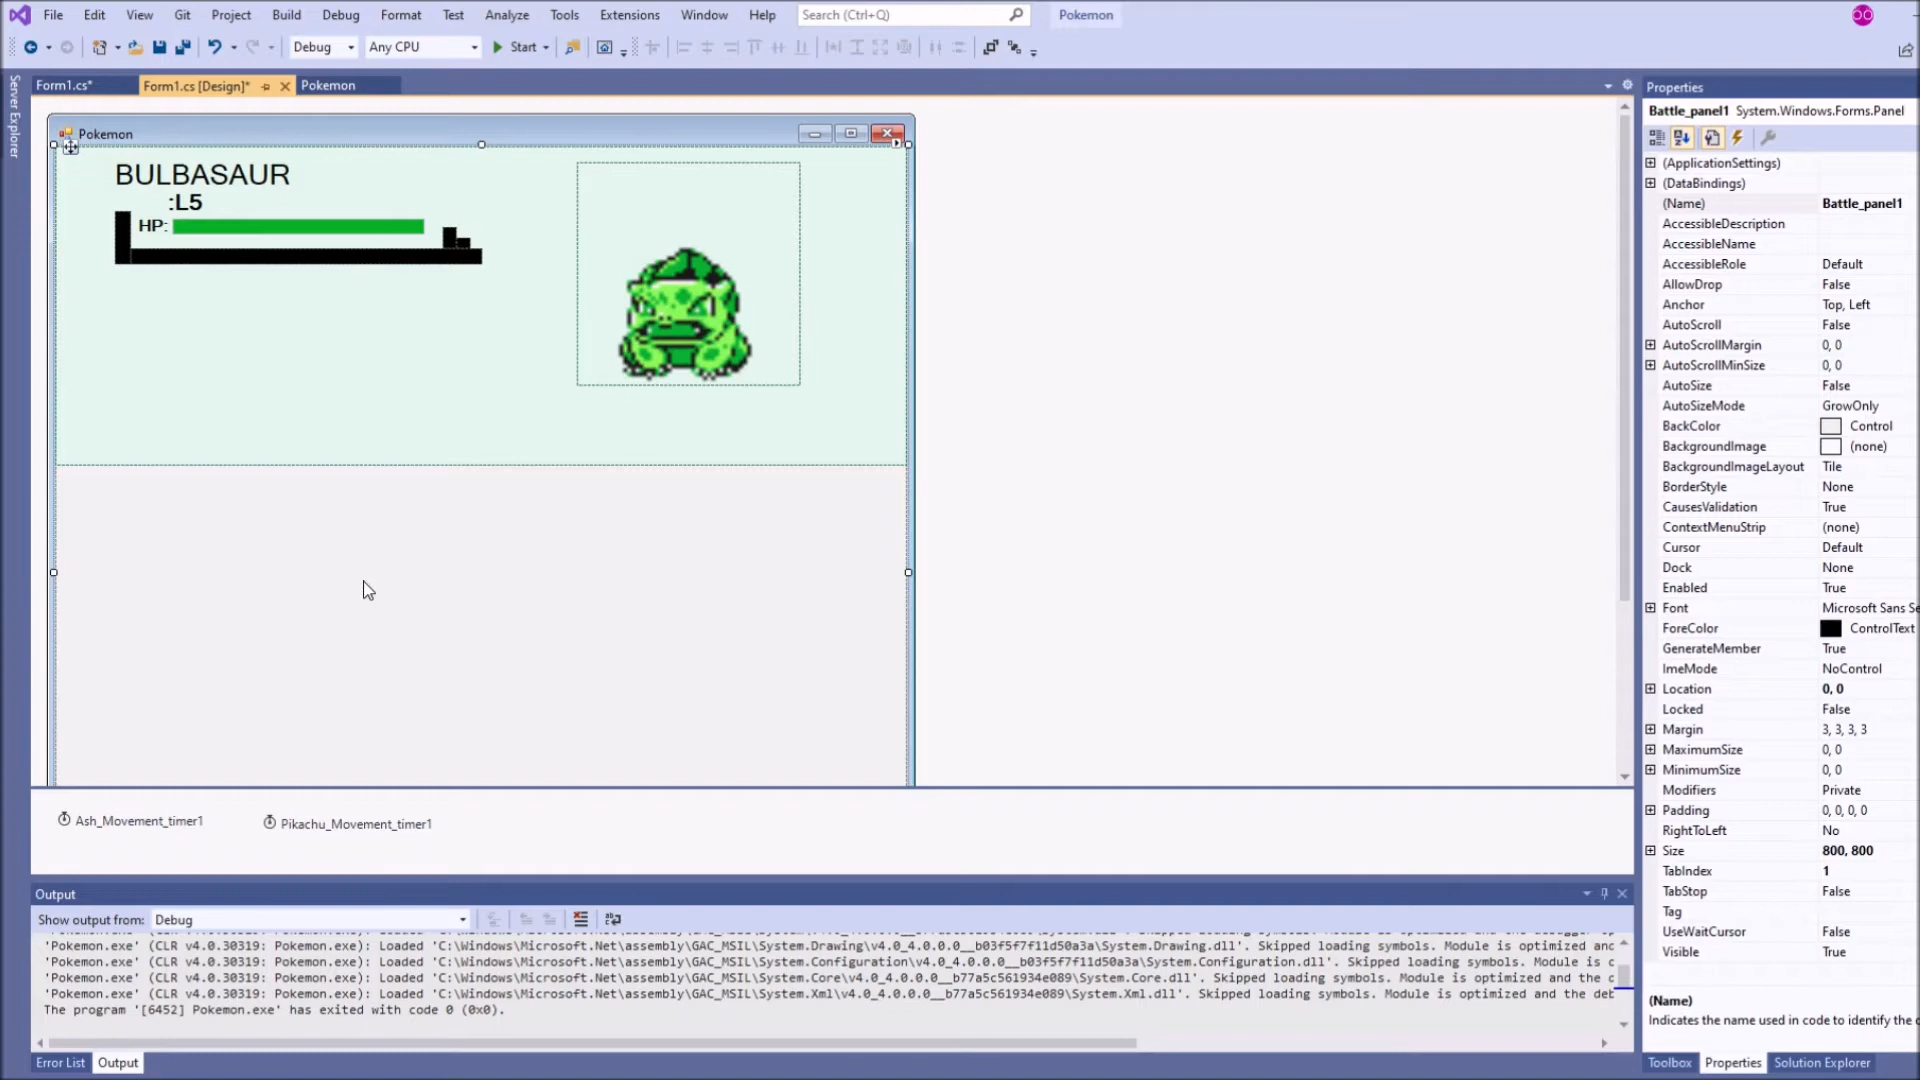 File Edit View Git Project Build Debug Format Test Analyze Tools Extensions Window Help Search (Ctrl+Q) Pokemon
Debug Any CPU Start
Server Explorer
Form1.cs* Form1.cs [Design]* Pokemon
Pokemon
BULBASAUR
:L5
HP:
Ash_Movement_timer1 Pikachu_Movement_timer1
Output
Show output from: Debug
'Pokemon.exe' (CLR v4.0.30319: Pokemon.exe): Loaded 'C:\Windows\Microsoft.Net\assembly\GAC_MSIL\System.Drawing\v4.0_4.0.0.0__b03f5f7f11d50a3a\System.Drawing.dll'. Skipped loading symbols. Module is optimized and
'Pokemon.exe' (CLR v4.0.30319: Pokemon.exe): Loaded 'C:\Windows\Microsoft.Net\assembly\GAC_MSIL\System.Configuration\v4.0_4.0.0.0__b03f5f7f11d50a3a\System.Configuration.dll'. Skipped loading symbols. Module is
'Pokemon.exe' (CLR v4.0.30319: Pokemon.exe): Loaded 'C:\Windows\Microsoft.Net\assembly\GAC_MSIL\System.Core\v4.0_4.0.0.0__b77a5c561934e089\System.Core.dll'. Skipped loading symbols. Module is optimized and the
'Pokemon.exe' (CLR v4.0.30319: Pokemon.exe): Loaded 'C:\Windows\Microsoft.Net\assembly\GAC_MSIL\System.Xml\v4.0_4.0.0.0__b77a5c561934e089\System.Xml.dll'. Skipped loading symbols. Module is optimized and the deb
The program '[6452] Pokemon.exe' has exited with code 0 (0x0).
Error List Output
Properties
Battle_panel1 System.Windows.Forms.Panel
(ApplicationSettings)
(DataBindings)
(Name) Battle_panel1
AccessibleDescription
AccessibleName
AccessibleRole Default
AllowDrop False
Anchor Top, Left
AutoScroll False
AutoScrollMargin 0, 0
AutoScrollMinSize 0, 0
AutoSize False
AutoSizeMode GrowOnly
BackColor Control
BackgroundImage (none)
BackgroundImageLayout Tile
BorderStyle None
CausesValidation True
ContextMenuStrip (none)
Cursor Default
Dock None
Enabled True
Font Microsoft Sans Se
ForeColor ControlText
GenerateMember True
ImeMode NoControl
Location 0, 0
Locked False
Margin 3, 3, 3, 3
MaximumSize 0, 0
MinimumSize 0, 0
Modifiers Private
Padding 0, 0, 0, 0
RightToLeft No
Size 800, 800
TabIndex 1
TabStop False
Tag
UseWaitCursor False
Visible True
(Name)
Indicates the name used in code to identify the
Toolbox Properties Solution Explorer